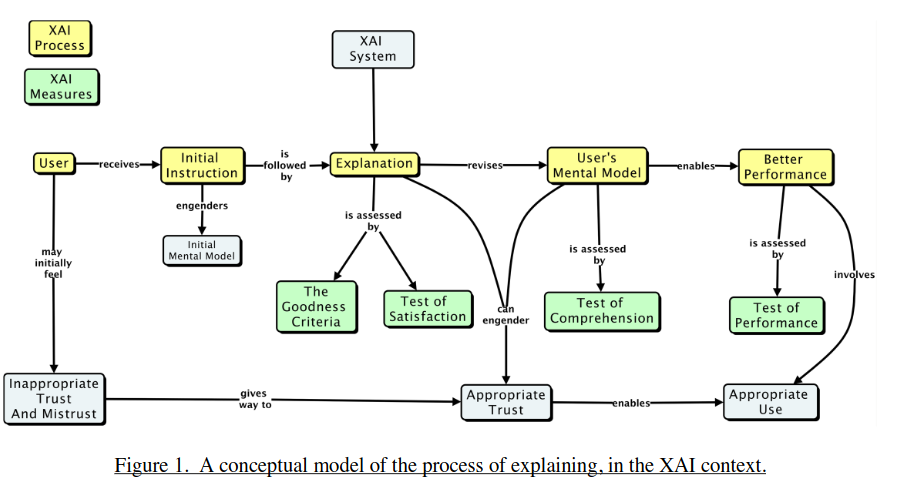 XAI
Process
XAI
System
XAI
Measures
User
receives
Initial
Instruction
is
followed
by
Explanation
revises
User's
Mental Model
enables
Better
Performance
engenders
Initial
Mental Model
may
initially
feel
is assessed
by
is assessed
by
is assessed
by
involves
The
Goodness
Criteria
Test of
Satisfaction
can
engender
Test of
Comprehension
Test of
Performance
Inappropriate
Trust
And Mistrust
gives
way to
Appropriate
Trust
enables
Appropriate
Use
Figure 1.  A conceptual model of the process of explaining, in the XAI context.